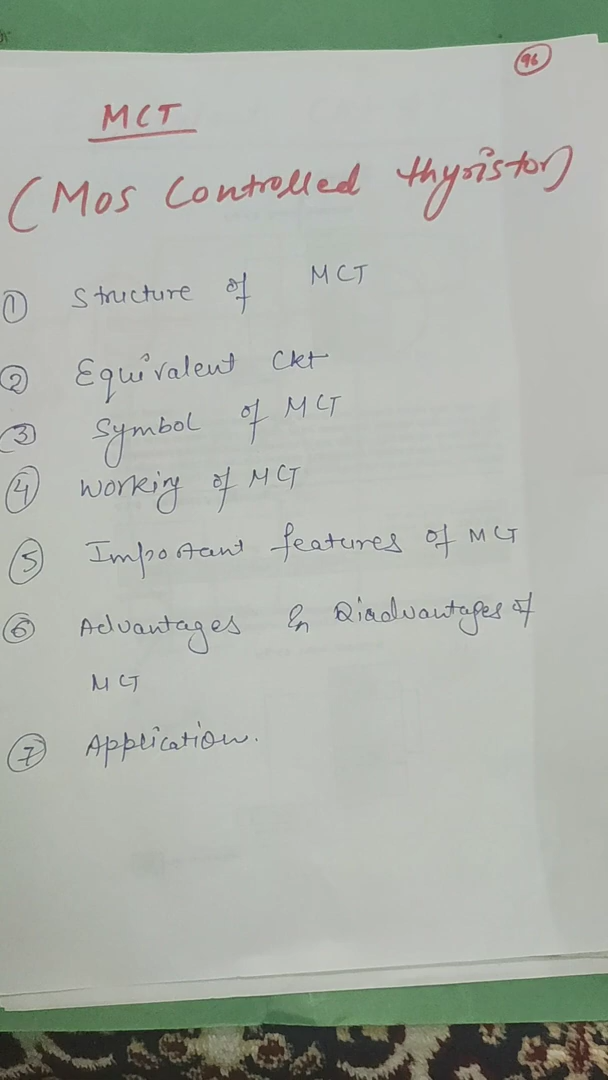 96
MCT
(Mos Controlled thyristor)
① Structure of MCT
② Equivalent Ckt
③ Symbol of MCT
④ Working of MCT
⑤ Important features of MCT
⑥ Advantages & Disadvantages of
MCT
⑦ Application.